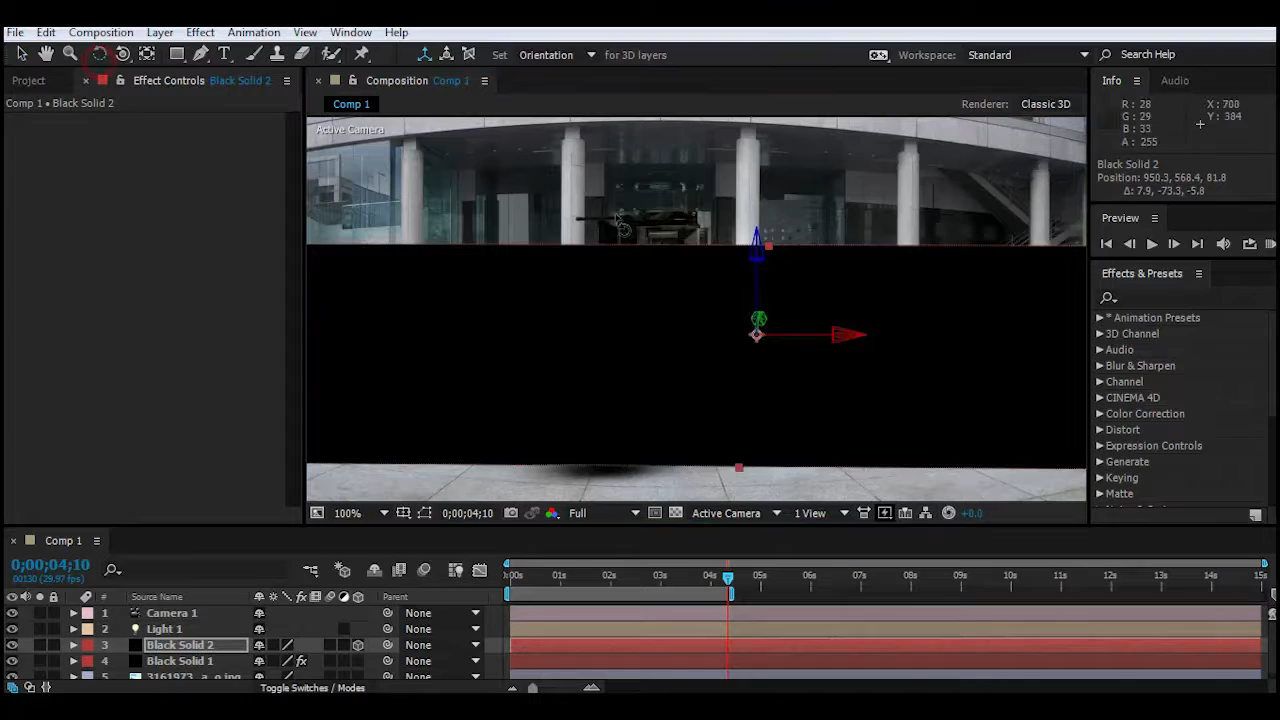 File Edit Composition Layer Effect Animation View Window Help
Set Orientation for 3D layers Workspace: Standard Search Help
Project Effect Controls Black Solid 2 Composition Comp 1 Info Audio
Comp 1 • Black Solid 2 Comp 1 Renderer: Classic 3D
R : 28 X : 708
G : 29 Y : 384
B : 33
A : 255
Active Camera
Black Solid 2
Position: 950.3, 568.4, 81.8
Δ: 7.9, -73.3, -5.8
Preview
Effects & Presets
* Animation Presets
3D Channel
Audio
Blur & Sharpen
Channel
CINEMA 4D
Color Correction
Distort
Expression Controls
Generate
Keying
Matte
100% 0;00;04;10 Full Active Camera 1 View +0.0
Comp 1
0;00;04;10
00130 (29.97 fps)
:00s 01s 02s 03s 04s 05s 06s 07s 08s 09s 10s 11s 12s 13s 14s 15s
# Source Name Parent
1 Camera 1 None
2 Light 1 None
3 Black Solid 2 None
4 Black Solid 1 None
5 None
Toggle Switches / Modes